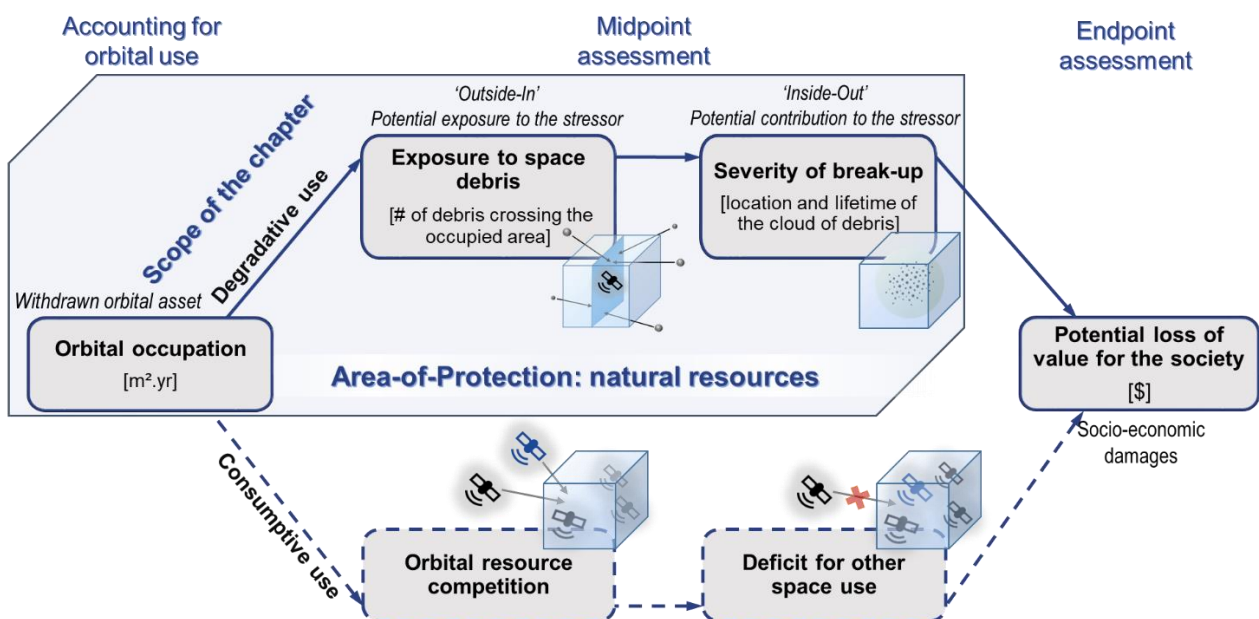 Accounting for
orbital use
Midpoint
assessment
Endpoint
assessment
Scope of the chapter
Degradative use
'Outside-In'
Potential exposure to the stressor
Exposure to space
debris
[# of debris crossing the
occupied area]
'Inside-Out'
Potential contribution to the stressor
Severity of break-up
[location and lifetime of
the cloud of debris]
Withdrawn orbital asset
Orbital occupation
[m².yr]
Area-of-Protection: natural resources
Potential loss of
value for the society
[$]
Socio-economic
damages
Consumptive use
Orbital resource
competition
Deficit for other
space use